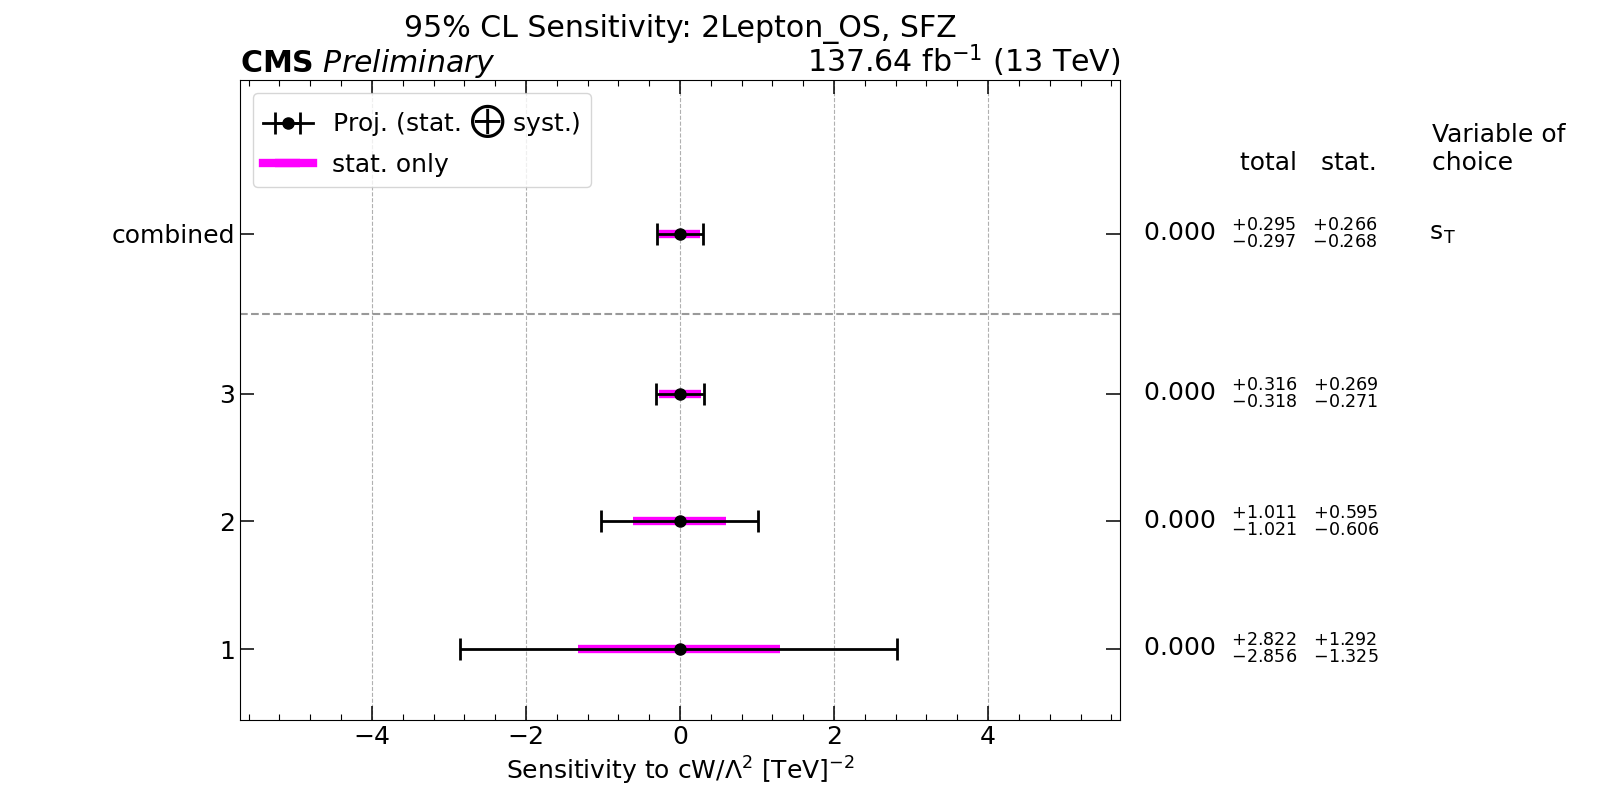 95% CL Sensitivity: 2Lepton_OS, SFZ
CMS Preliminary 137.64 fb⁻¹ (13 TeV)
Proj. (stat. ⊕ syst.)
stat. only
Variable of
choice
total stat.
combined 0.000 +0.295 −0.297 +0.266 −0.268 s_T
3 0.000 +0.316 −0.318 +0.269 −0.271
2 0.000 +1.011 −1.021 +0.595 −0.606
1 0.000 +2.822 −2.856 +1.292 −1.325
−4 −2 0 2 4
Sensitivity to cW/Λ² [TeV]⁻²